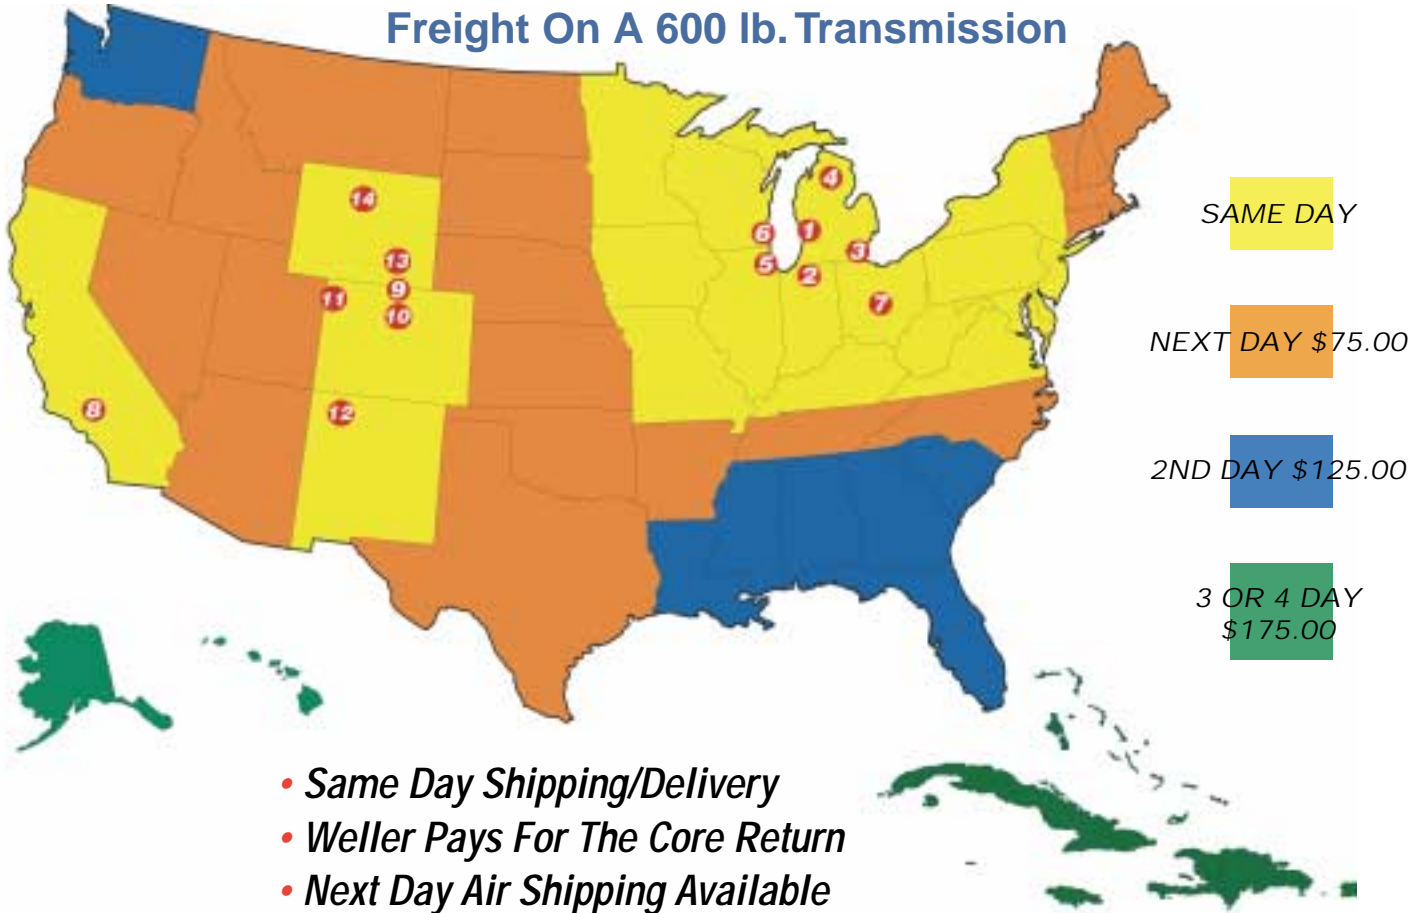 Freight On A 600 lb. Transmission
14
4
6
1
3
5
2
13
9
11
10
7
8
12
SAME DAY
NEXT DAY $75.00
2ND DAY $125.00
3 OR 4 DAY
$175.00
• Same Day Shipping/Delivery
• Weller Pays For The Core Return
• Next Day Air Shipping Available